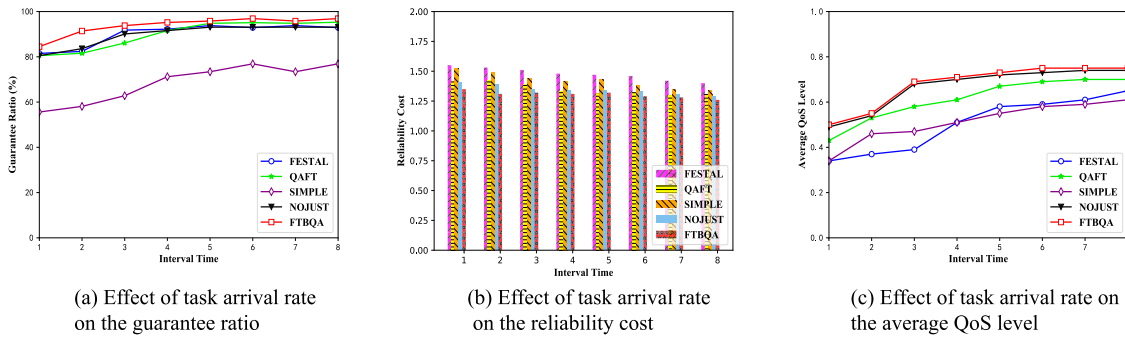 100
80
60
40
20
0
Guarantee Ratio (%)
FESTAL
QAFT
SIMPLE
NOJUST
FTBQA
1 2 3 4 5 6 7 8
Interval Time
(a) Effect of task arrival rate
on the guarantee ratio
2.00
1.75
1.50
1.25
1.00
0.75
0.50
0.25
0.00
Reliability Cost
FESTAL
QAFT
SIMPLE
NOJUST
FTBQA
1 2 3 4 5 6 7 8
Interval Time
(b) Effect of task arrival rate
on the reliability cost
1.0
0.8
0.6
0.4
0.2
0.0
Average QoS Level
FESTAL
QAFT
SIMPLE
NOJUST
FTBQA
1 2 3 4 5 6 7
Interval Time
(c) Effect of task arrival rate on
the average QoS level